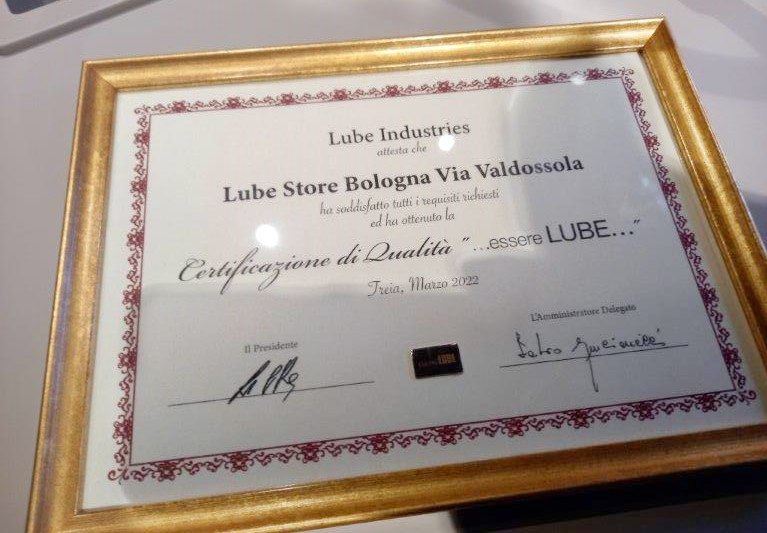 Lube Industries
attesta che
Lube Store Bologna Via Valdossola
ha soddisfatto tutti i requisiti richiesti
ed ha ottenuto la
Certificazione di Qualità "...essere LUBE..."
Treia, Marzo 2022
Il Presidente
L'Amministratore Delegato
LUBE